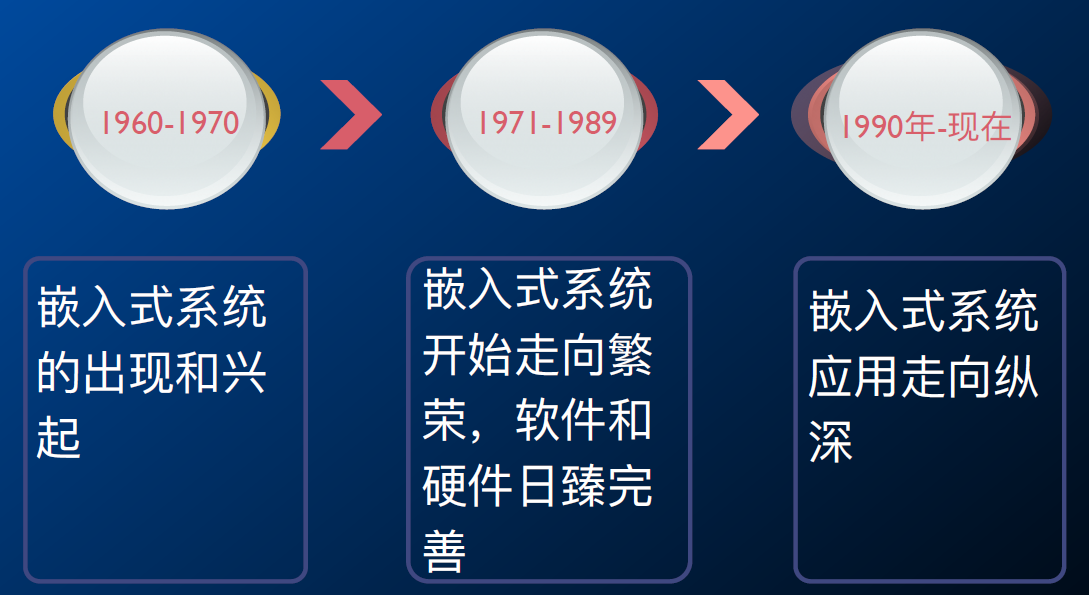 1960-1970
1971-1989
1990年-现在
嵌入式系统
的出现和兴
起
嵌入式系统
开始走向繁
荣，软件和
硬件日臻完
善
嵌入式系统
应用走向纵
深